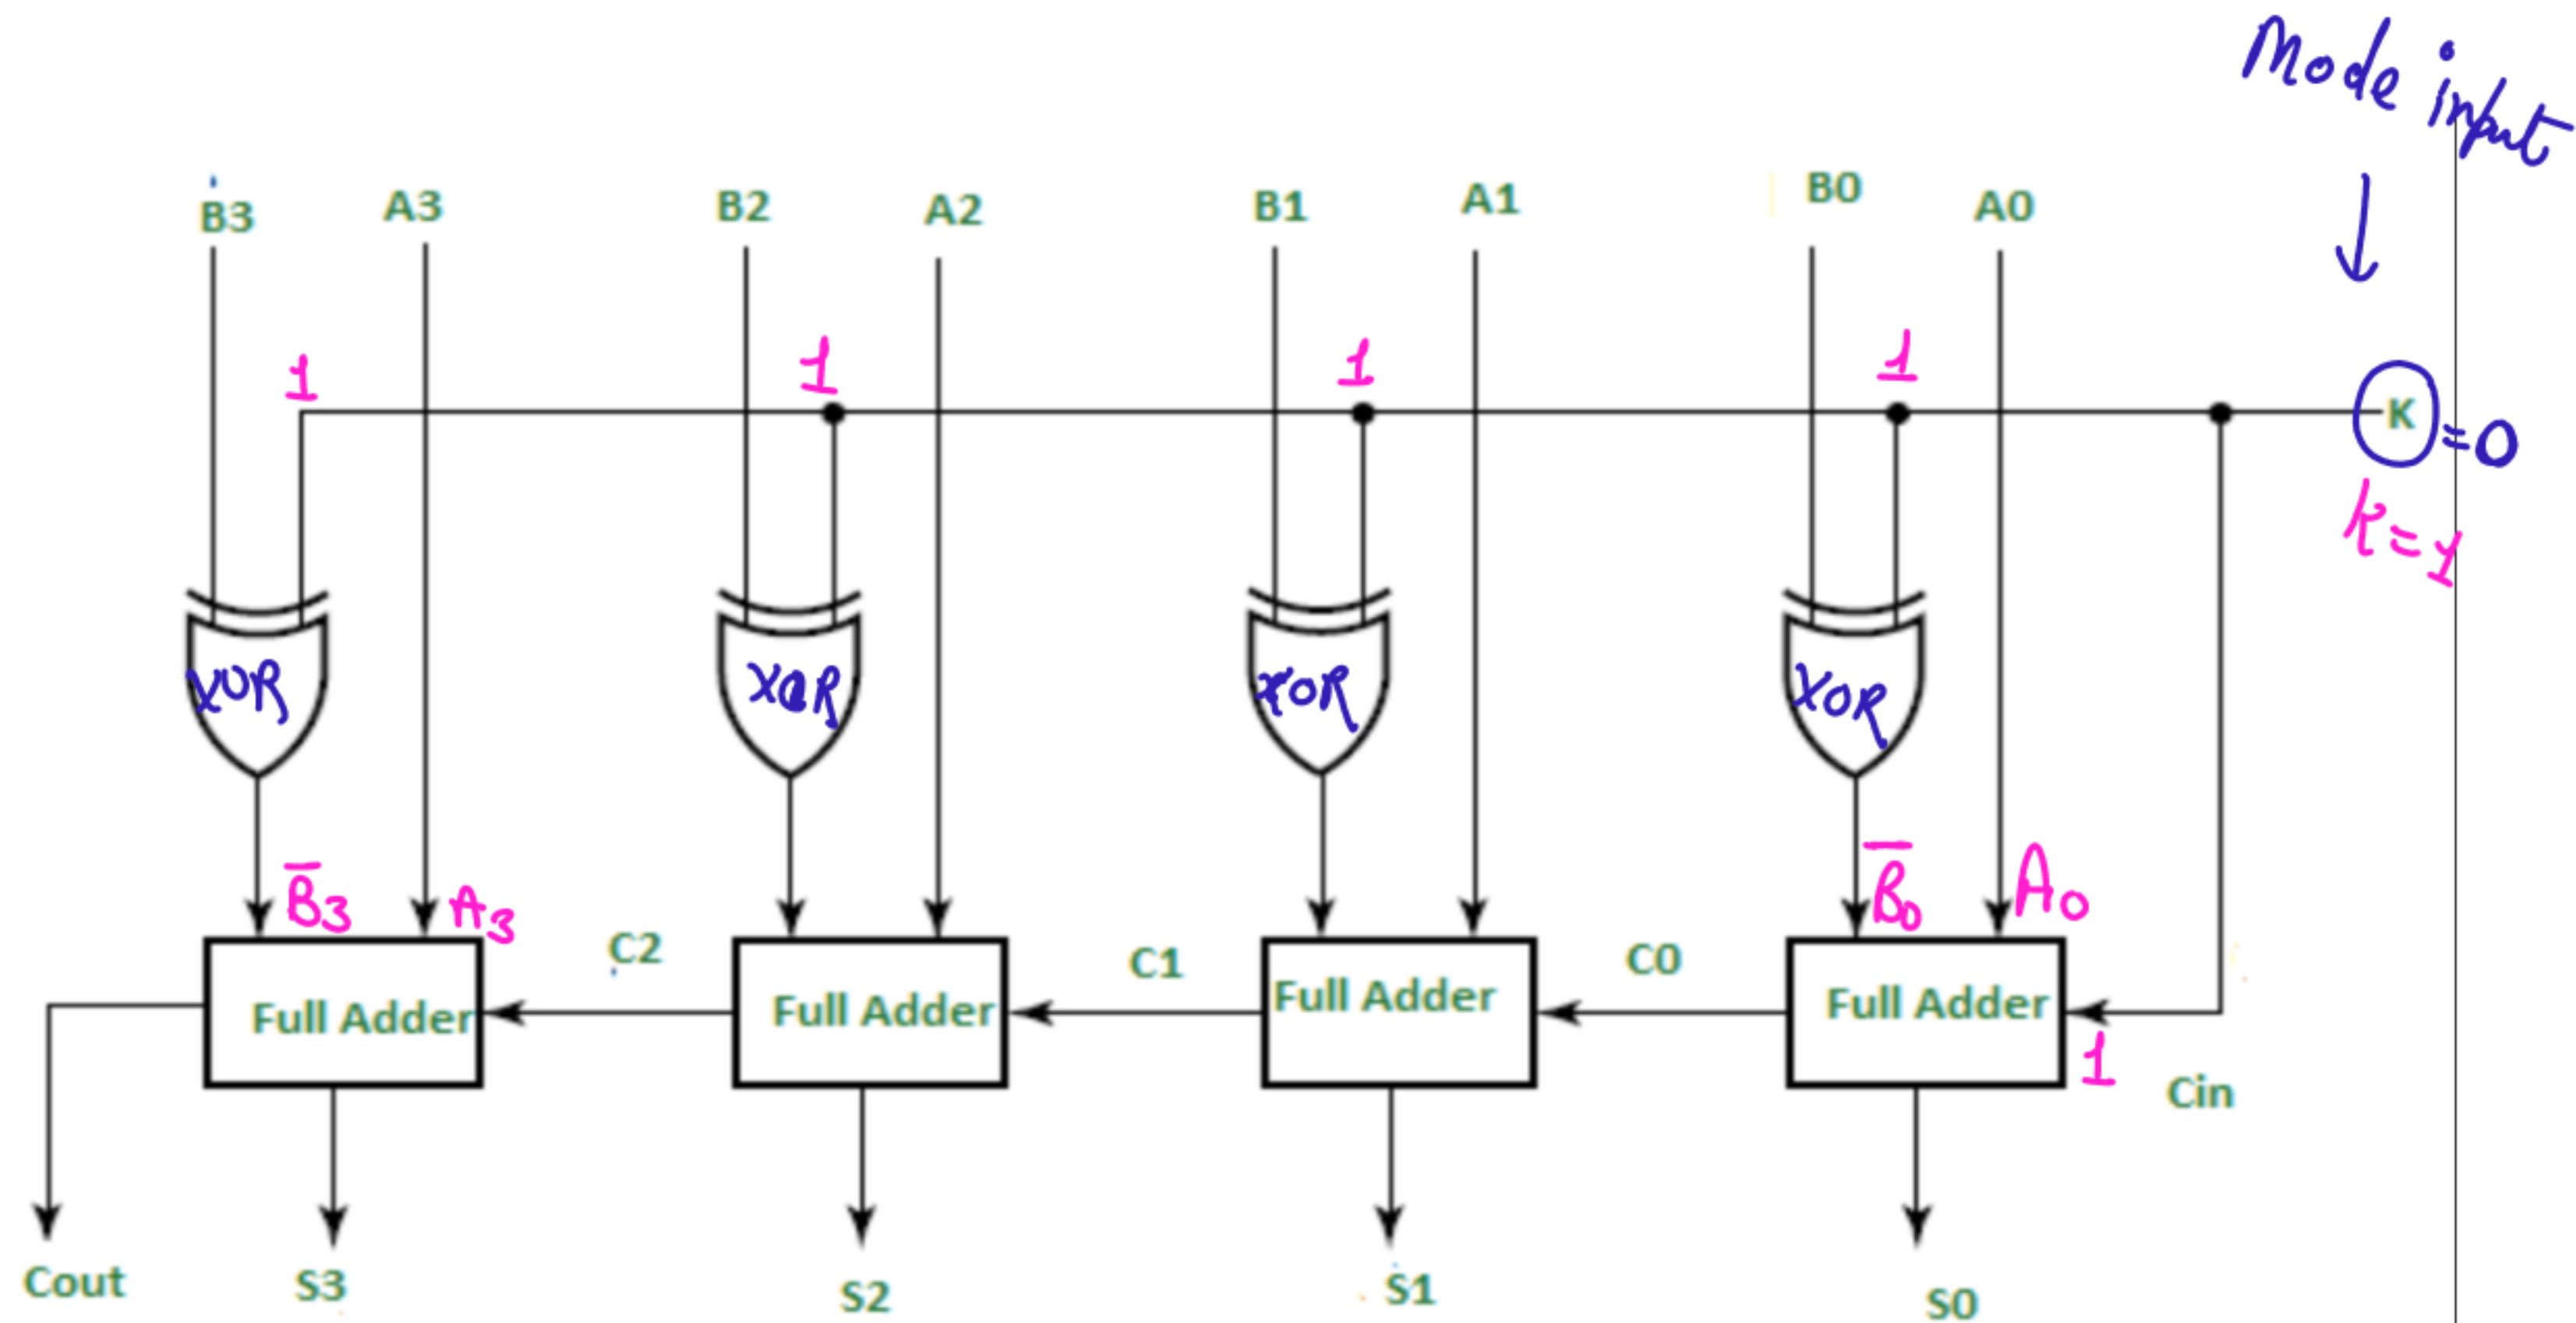 Mode input
B3 A3 B2 A2 B1 A1 B0 A0
1 1 1 1
K =0
k=1
XOR XOR XOR XOR
B̅3 A3 B̅0 A0
C2 C1 C0
Full Adder Full Adder Full Adder Full Adder
1
Cin
Cout S3 S2 S1 S0